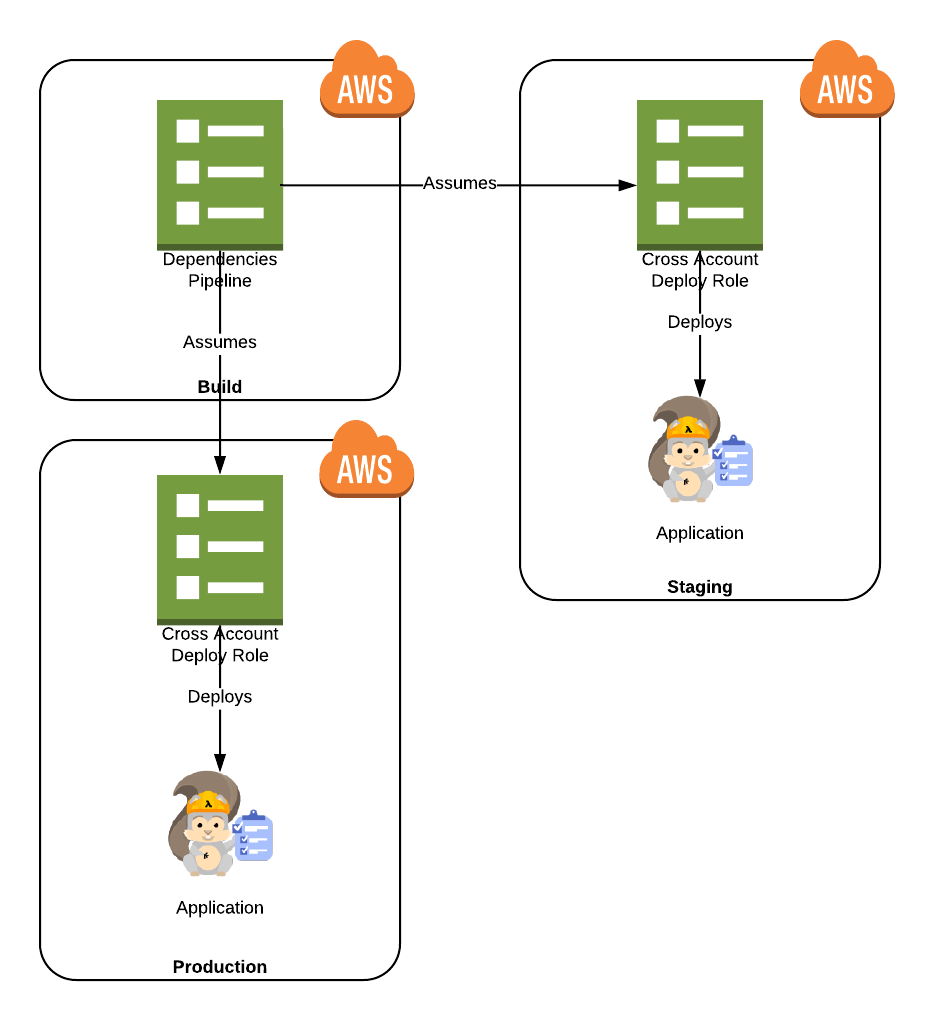 AWS
Dependencies
Pipeline
Assumes
Build
Assumes
AWS
Cross Account
Deploy Role
Deploys
Application
Staging
AWS
Cross Account
Deploy Role
Deploys
Application
Production